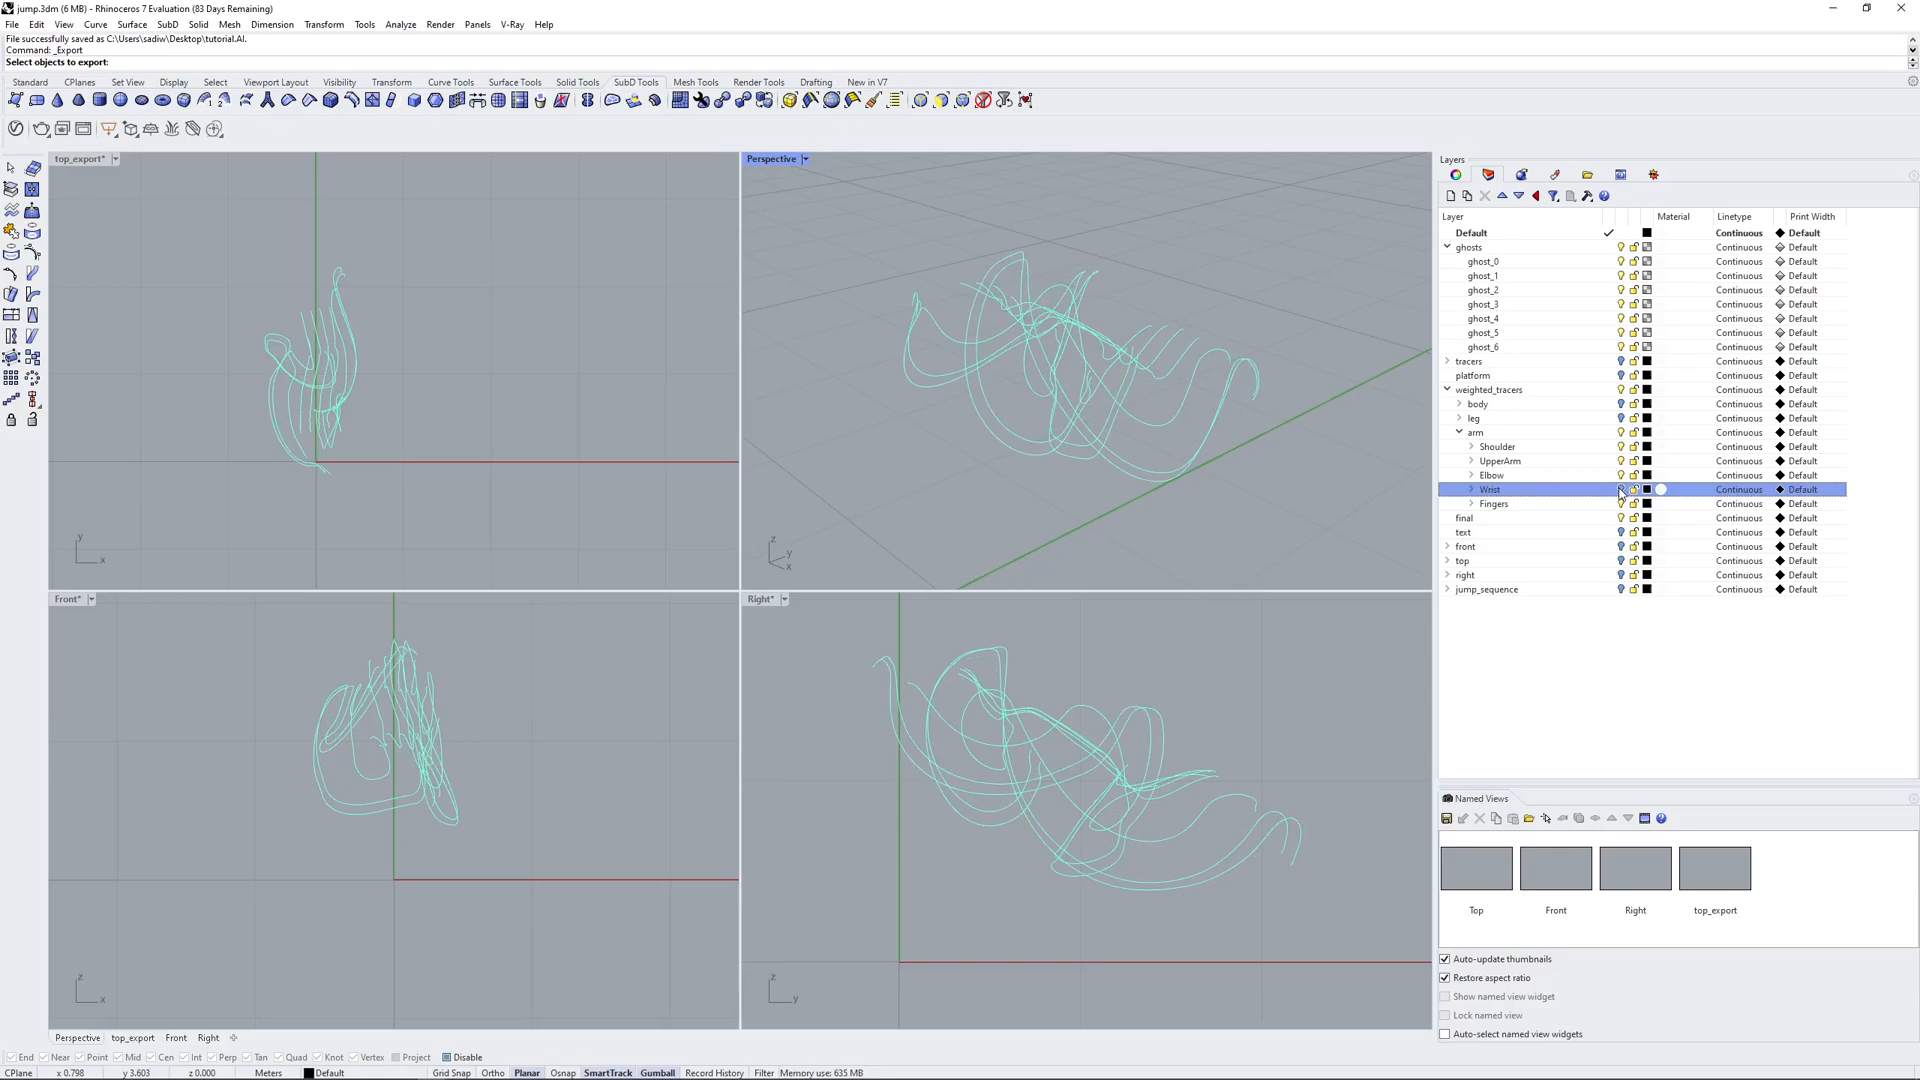 jump.3dm (6 MB) - Rhinoceros 7 Evaluation (83 Days Remaining)
File Edit View Curve Surface SubD Solid Mesh Dimension Transform Tools Analyze Render Panels V-Ray Help
File successfully saved as C:\Users\sadiw\Desktop\tutorial.AI.
Command: _Export
Select objects to export:
Standard CPlanes Set View Display Select Viewport Layout Visibility Transform Curve Tools Surface Tools Solid Tools SubD Tools Mesh Tools Render Tools Drafting New in V7
top_export*
Perspective
Layers
Layer Material Linetype Print Width
Default Continuous Default
ghosts Continuous Default
ghost_0 Continuous Default
ghost_1 Continuous Default
ghost_2 Continuous Default
ghost_3 Continuous Default
ghost_4 Continuous Default
ghost_5 Continuous Default
ghost_6 Continuous Default
tracers Continuous Default
platform Continuous Default
weighted_tracers Continuous Default
body Continuous Default
leg Continuous Default
arm Continuous Default
Shoulder Continuous Default
UpperArm Continuous Default
Elbow Continuous Default
Wrist Continuous Default
Fingers Continuous Default
final Continuous Default
text Continuous Default
front Continuous Default
top Continuous Default
right Continuous Default
jump_sequence Continuous Default
y
x
z
y
x
Front*
Right*
z
x
z
y
Named Views
Top Front Right top_export
Auto-update thumbnails
Restore aspect ratio
Show named view widget
Lock named view
Auto-select named view widgets
Perspective top_export Front Right
End Near Point Mid Cen Int Perp Tan Quad Knot Vertex Project Disable
CPlane x 0.798 y 3.603 z 0.000 Meters Default Grid Snap Ortho Planar Osnap SmartTrack Gumball Record History Filter Memory use: 635 MB